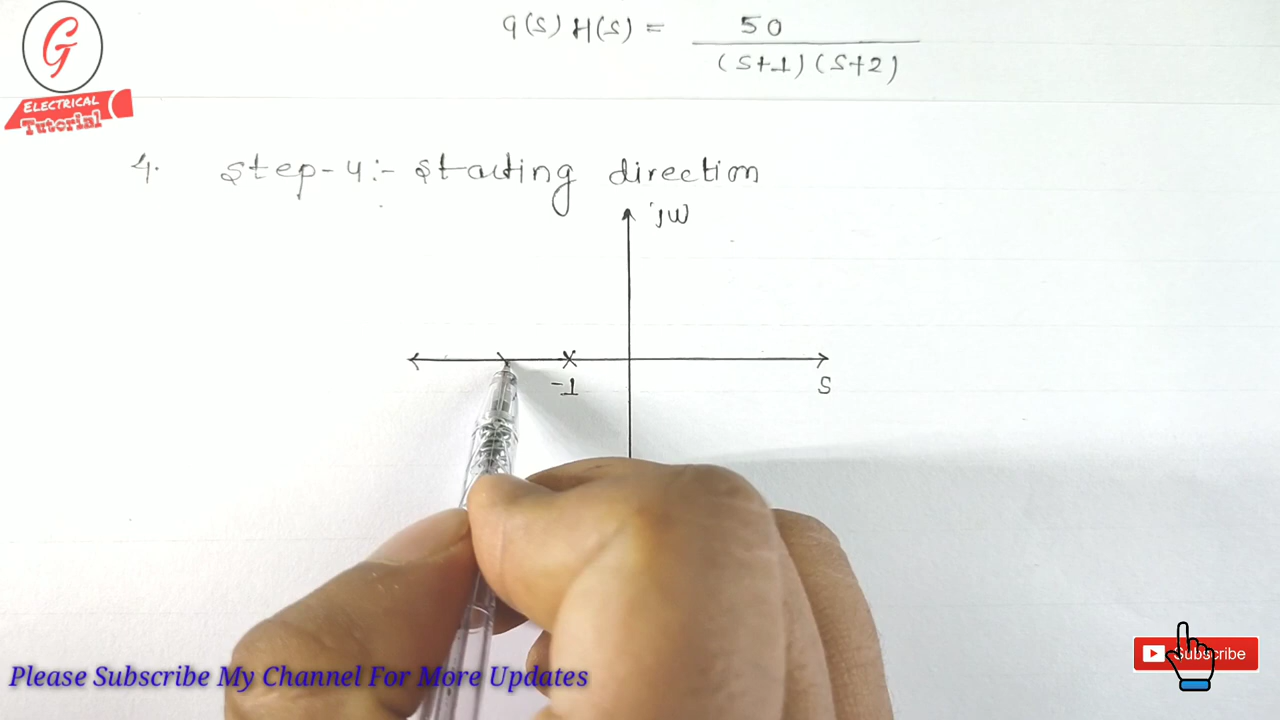 G(s) H(s) = 50 / (s+1)(s+2)
G
ELECTRICAL
Tutorial
4. Step-4:- Starting direction
jω
-1
S
Subscribe
Please Subscribe My Channel For More Updates